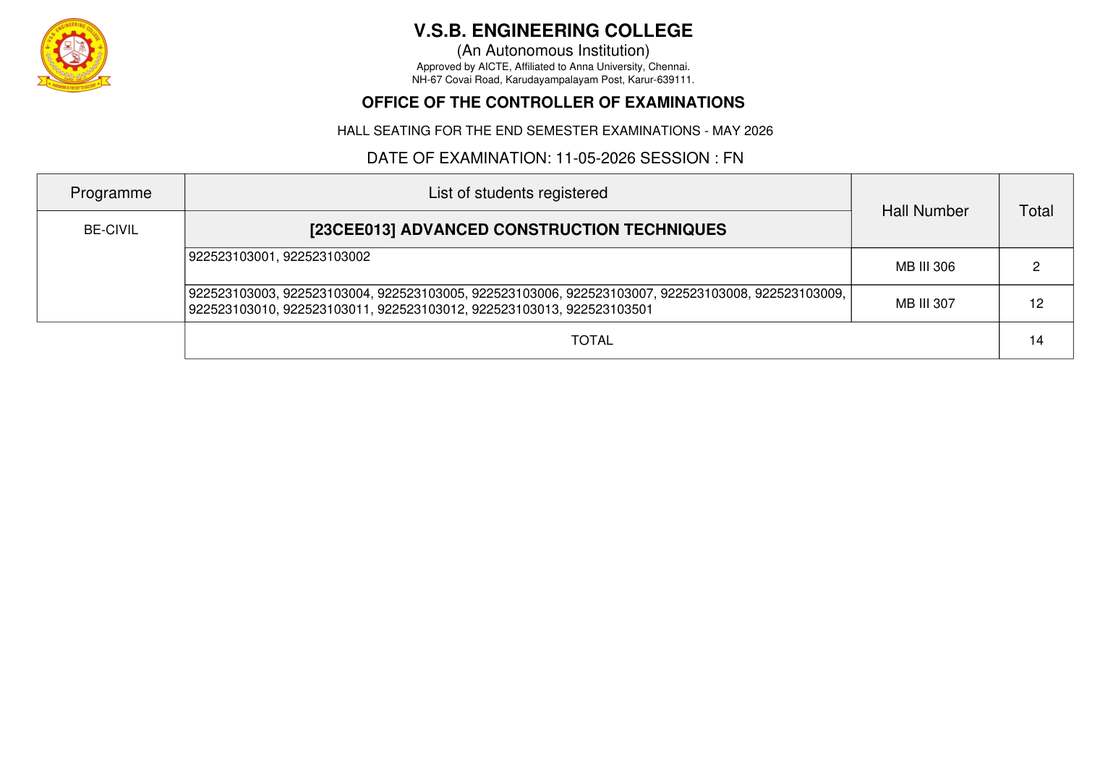 V.S.B. ENGINEERING COLLEGE
(An Autonomous Institution)
Approved by AICTE, Affiliated to Anna University, Chennai.
NH-67 Covai Road, Karudayampalayam Post, Karur-639111.
OFFICE OF THE CONTROLLER OF EXAMINATIONS
HALL SEATING FOR THE END SEMESTER EXAMINATIONS - MAY 2026
DATE OF EXAMINATION: 11-05-2026 SESSION : FN
Programme List of students registered Hall Number Total
BE-CIVIL [23CEE013] ADVANCED CONSTRUCTION TECHNIQUES
922523103001, 922523103002 MB III 306 2
922523103003, 922523103004, 922523103005, 922523103006, 922523103007, 922523103008, 922523103009,
922523103010, 922523103011, 922523103012, 922523103013, 922523103501 MB III 307 12
TOTAL 14